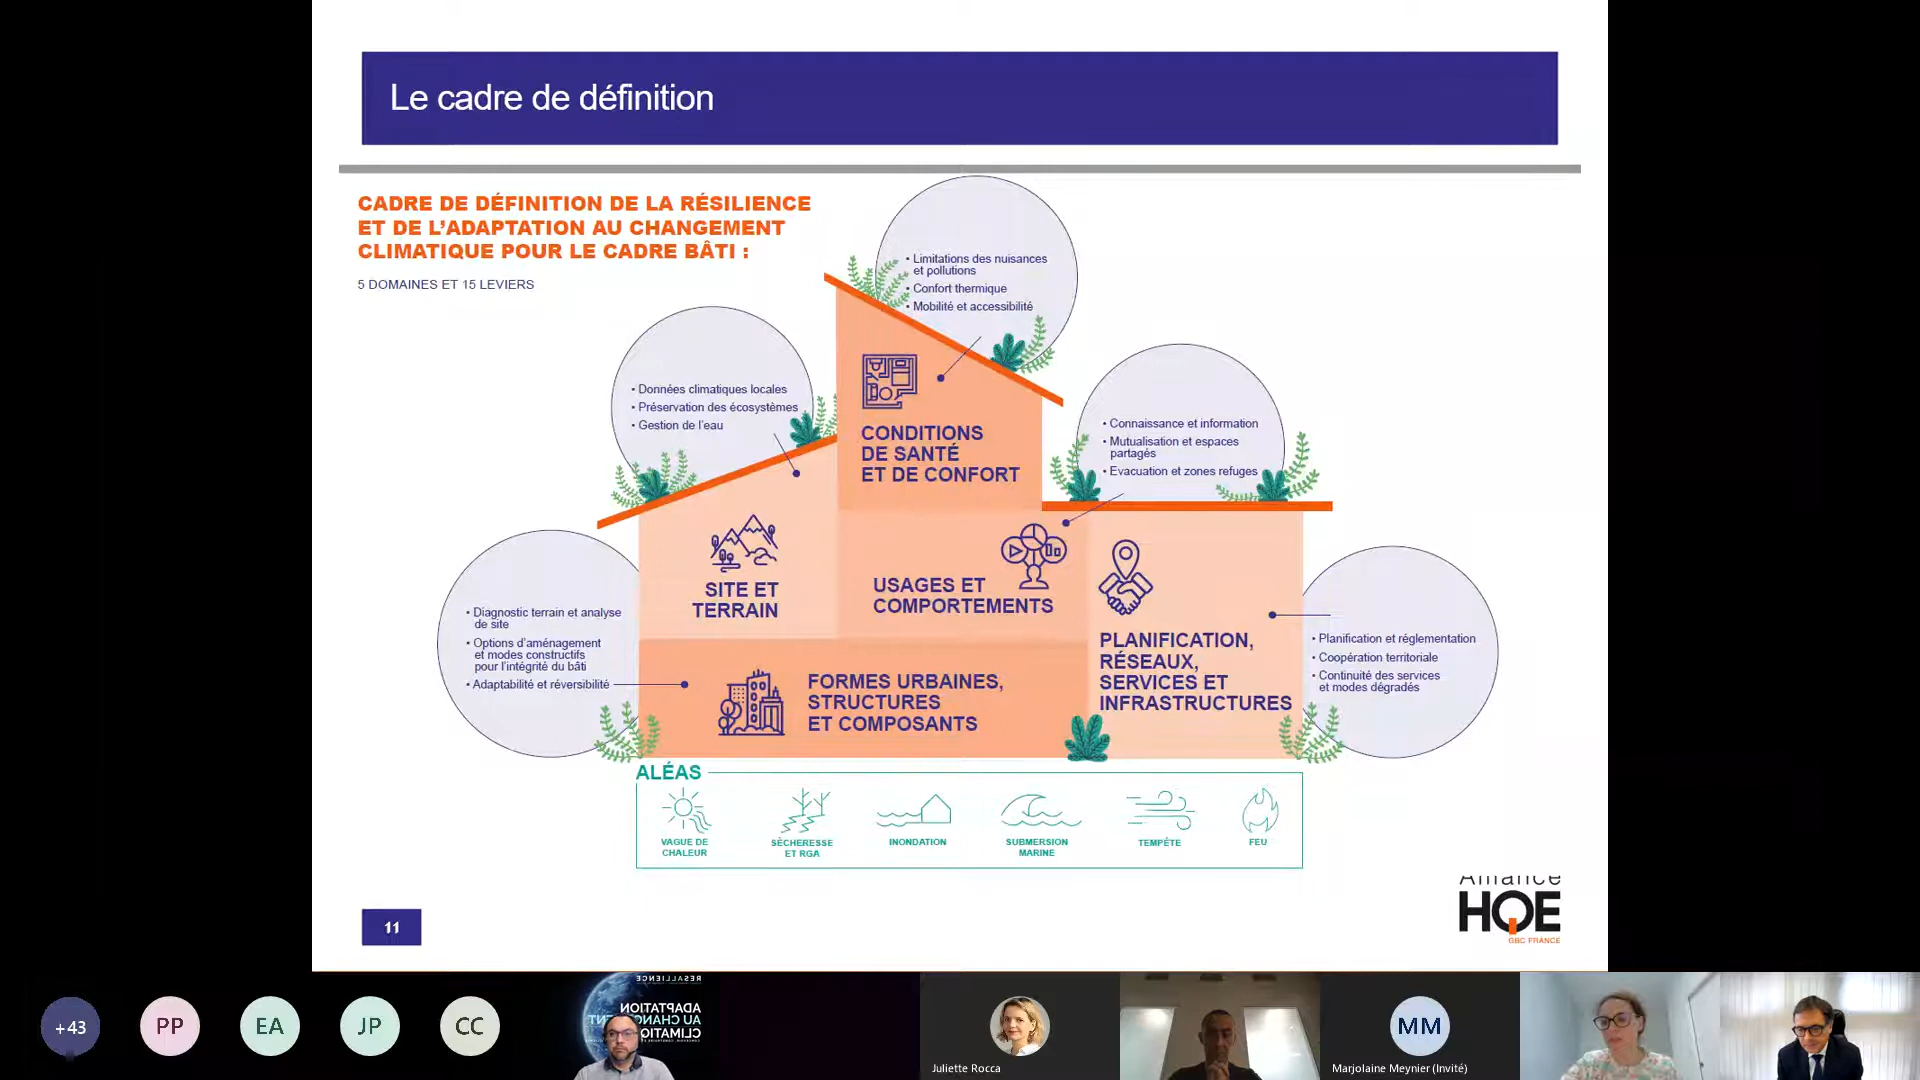 Le cadre de définition
CADRE DE DÉFINITION DE LA RÉSILIENCE
ET DE L'ADAPTATION AU CHANGEMENT
CLIMATIQUE POUR LE CADRE BÂTI :
5 DOMAINES ET 15 LEVIERS
• Limitations des nuisances
et pollutions
• Confort thermique
• Mobilité et accessibilité
• Données climatiques locales
• Préservation des écosystèmes
• Gestion de l'eau
• Connaissance et information
• Mutualisation et espaces
partagés
• Evacuation et zones refuges
CONDITIONS
DE SANTÉ
ET DE CONFORT
SITE ET
TERRAIN
USAGES ET
COMPORTEMENTS
• Diagnostic terrain et analyse
de site
• Options d'aménagement
et modes constructifs
pour l'intégrité du bâti
• Adaptabilité et réversibilité
FORMES URBAINES,
STRUCTURES
ET COMPOSANTS
PLANIFICATION,
RÉSEAUX,
SERVICES ET
INFRASTRUCTURES
• Planification et réglementation
• Coopération territoriale
• Continuité des services
et modes dégradés
ALÉAS
VAGUE DE
CHALEUR
SÈCHERESSE
ET RGA
INONDATION
SUBMERSION
MARINE
TEMPÊTE
FEU
11
Alliance
HQE
GBC FRANCE
+43
PP
EA
JP
CC
RESALLIENCE
ADAPTATION
AU CHANGEMENT
CLIMATIQUE
Juliette Rocca
MM
Marjolaine Meynier (Invité)